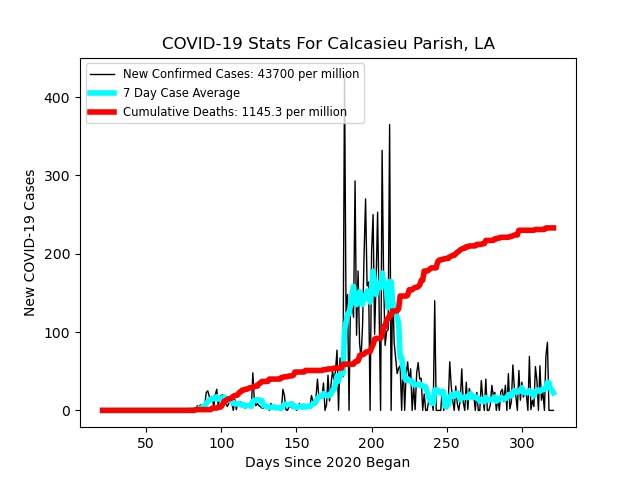 COVID-19 Stats For Calcasieu Parish, LA
New Confirmed Cases: 43700 per million
7 Day Case Average
Cumulative Deaths: 1145.3 per million
New COVID-19 Cases
400
300
200
100
0
50 100 150 200 250 300
Days Since 2020 Began